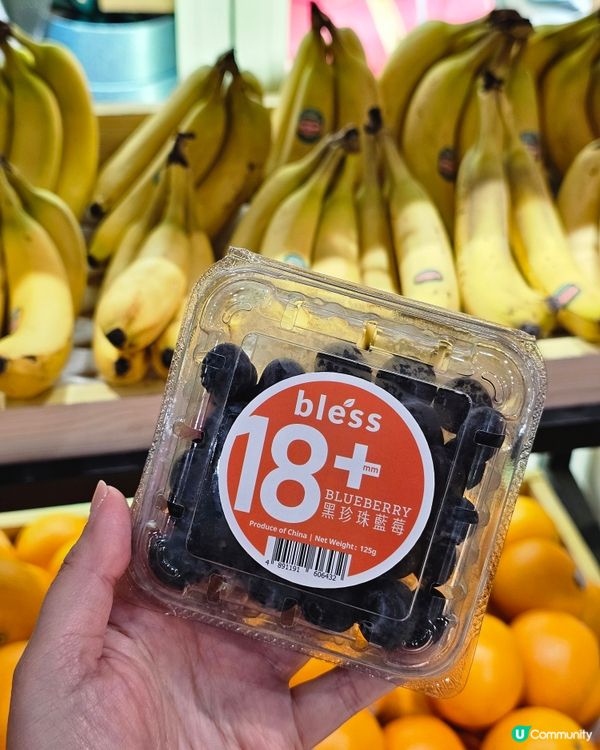 bless
18+mm
BLUEBERRY
黑珍珠藍莓
Produce of China | Net Weight: 125g
4 891191 606432
U Community